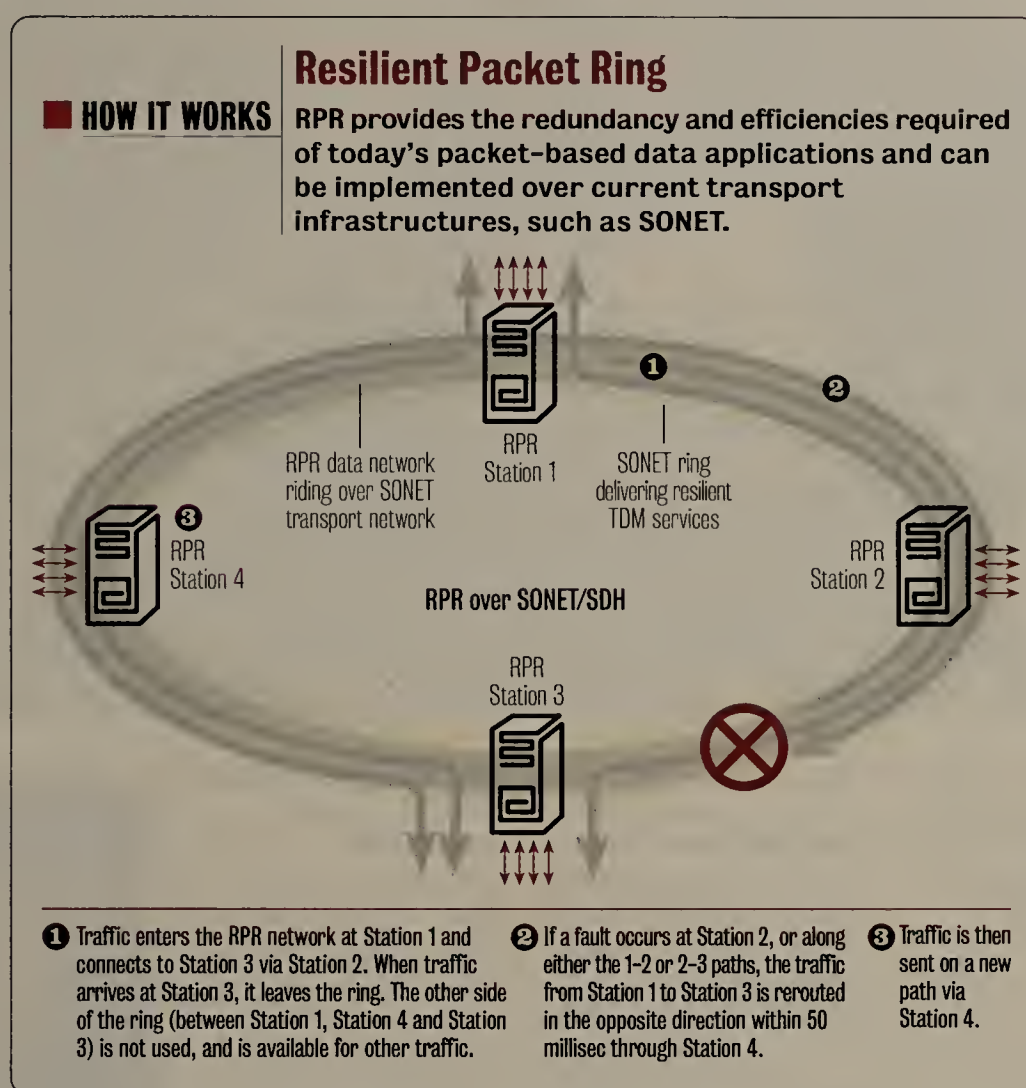 HOW IT WORKS
Resilient Packet Ring
RPR provides the redundancy and efficiencies required
of today's packet-based data applications and can
be implemented over current transport
infrastructures, such as SONET.
1
2
RPR
Station 1
RPR data network
riding over SONET
transport network
SONET ring
delivering resilient
TDM services
3
RPR
Station 4
RPR
Station 2
RPR over SONET/SDH
RPR
Station 3
1 Traffic enters the RPR network at Station 1 and
connects to Station 3 via Station 2. When traffic
arrives at Station 3, it leaves the ring. The other side
of the ring (between Station 1, Station 4 and Station
3) is not used, and is available for other traffic.
2 If a fault occurs at Station 2, or along
either the 1-2 or 2-3 paths, the traffic
from Station 1 to Station 3 is rerouted
in the opposite direction within 50
millisec through Station 4.
3 Traffic is then
sent on a new
path via
Station 4.